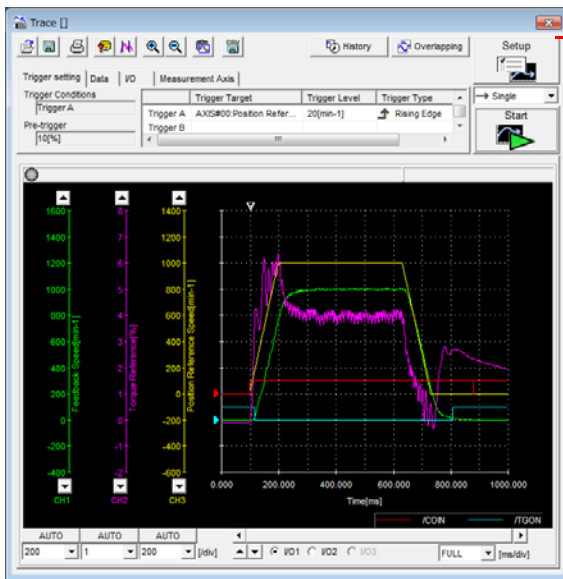 Trace []
History
Overlapping
Setup
Trigger setting
Data
I/O
Measurement Axis
Trigger Conditions
Trigger A
Pre-trigger
10[%]
Trigger Target
Trigger Level
Trigger Type
Trigger A
AXIS#00:Position Refer...
20[min-1]
Rising Edge
Trigger B
Single
Start
1600
1400
1200
1000
800
600
400
200
0
-200
-400
Feedback Speed[min-1]
CH1
8
7
6
5
4
3
2
1
0
-1
-2
Torque Reference[%]
CH2
1400
1200
1000
800
600
400
200
0
-200
-400
-600
Position Reference Speed[min-1]
CH3
0.000
200.000
400.000
600.000
800.000
1000.000
Time[ms]
/COIN
/TGON
AUTO
AUTO
AUTO
200
1
200
[/div]
I/O1
I/O2
I/O3
FULL
[ms/div]